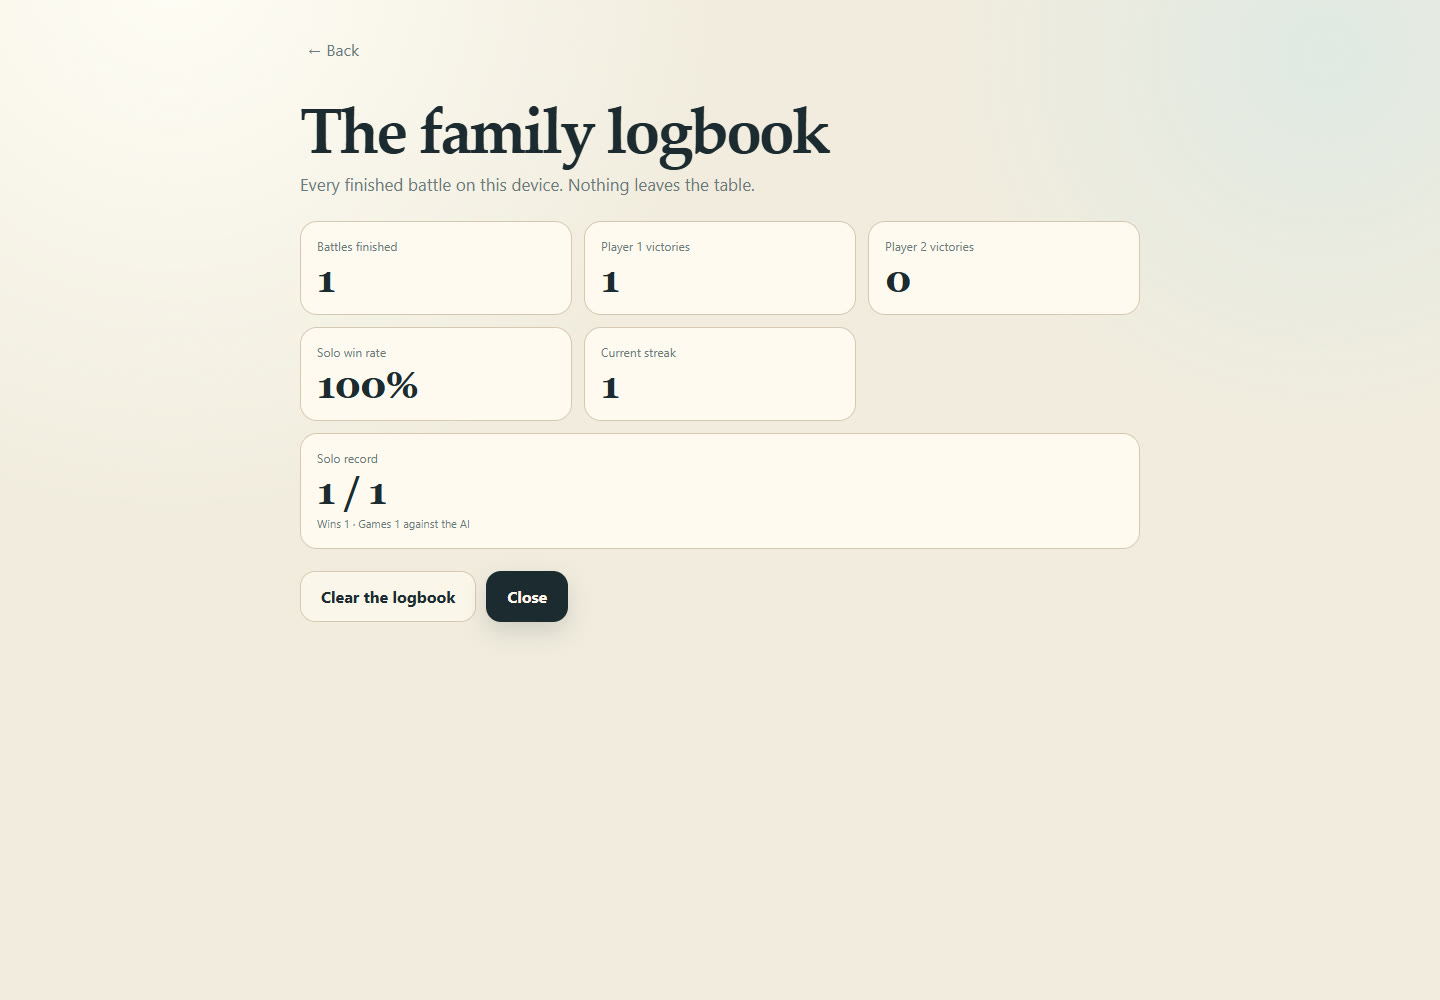 ← Back
The family logbook
Every finished battle on this device. Nothing leaves the table.
Battles finished
1
Player 1 victories
1
Player 2 victories
0
Solo win rate
100%
Current streak
1
Solo record
1 / 1
Wins 1 · Games 1 against the AI
Clear the logbook
Close